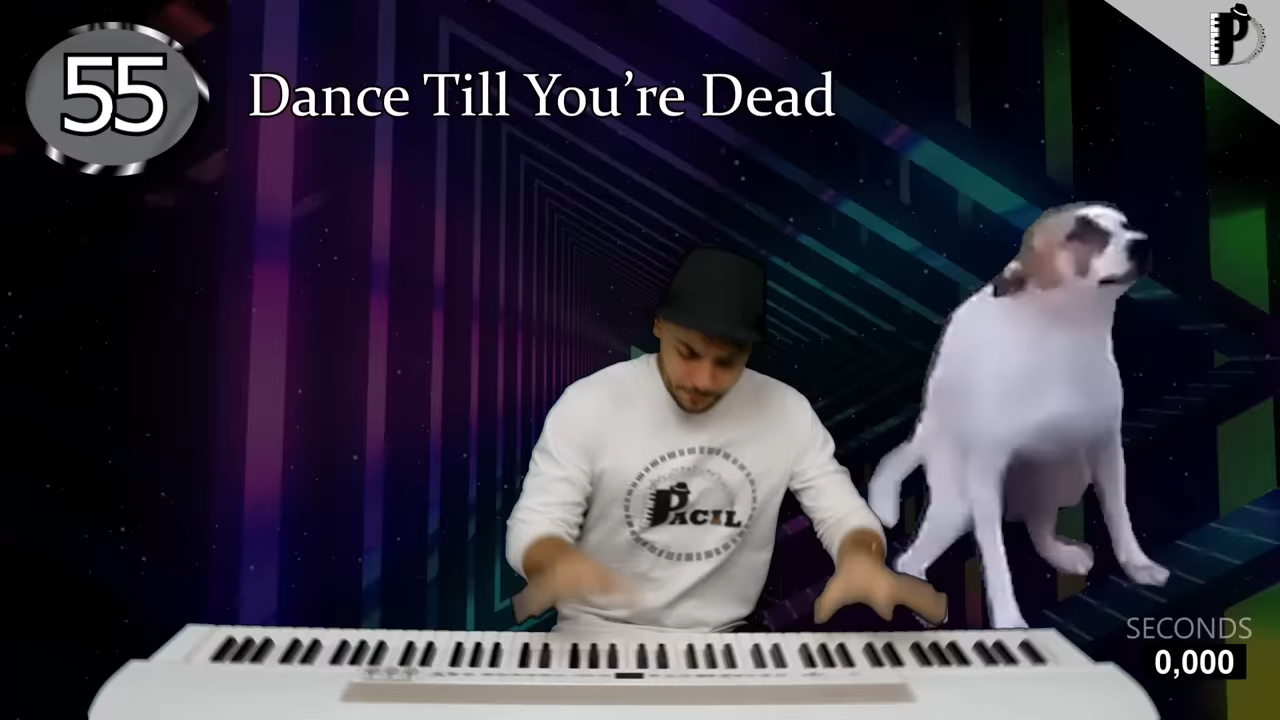 55
Dance Till You’re Dead
P
PACIL
SECONDS
0,000